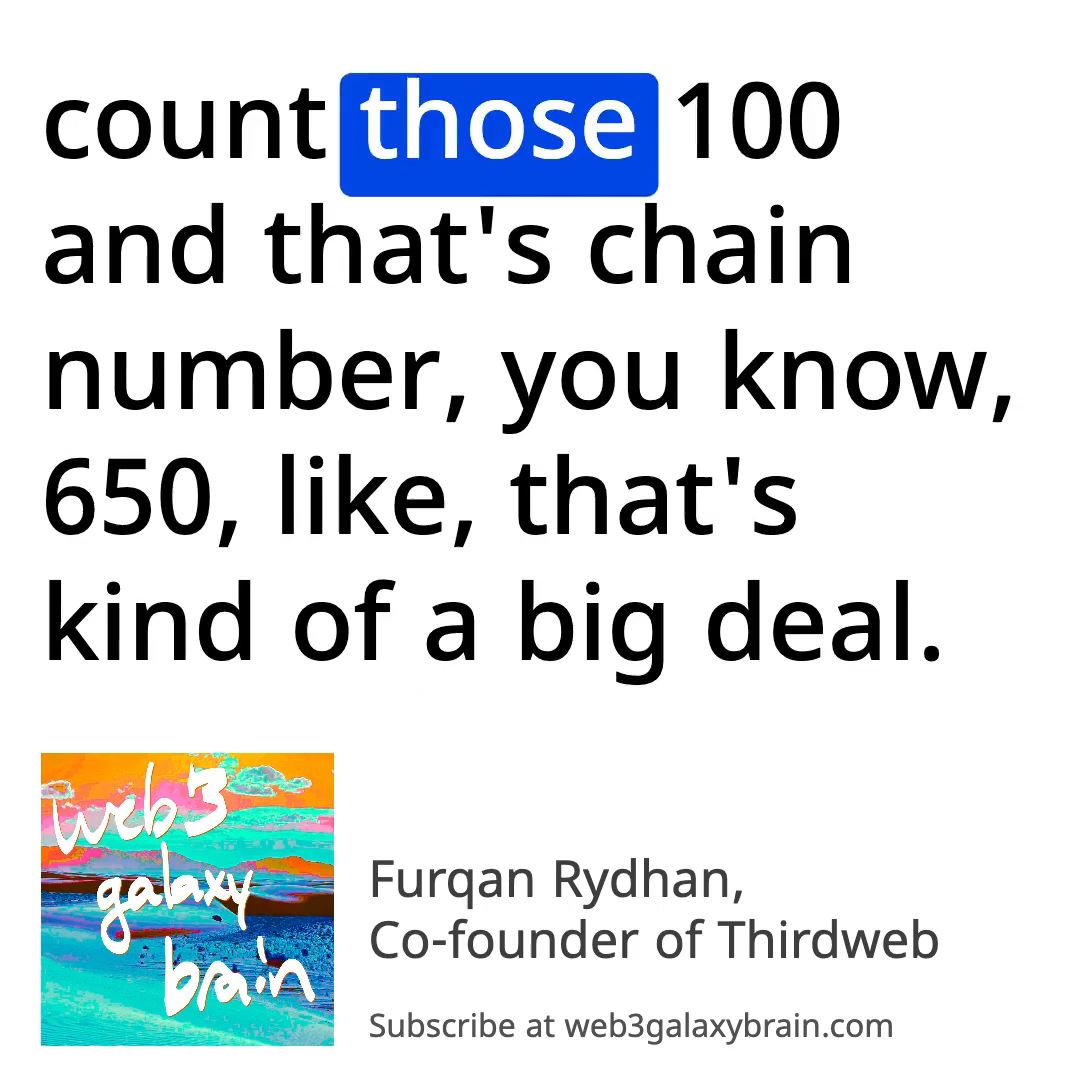 count those 100
and that's chain
number, you know,
650, like, that's
kind of a big deal.
web3
galaxy
brain
Furqan Rydhan,
Co-founder of Thirdweb
Subscribe at web3galaxybrain.com